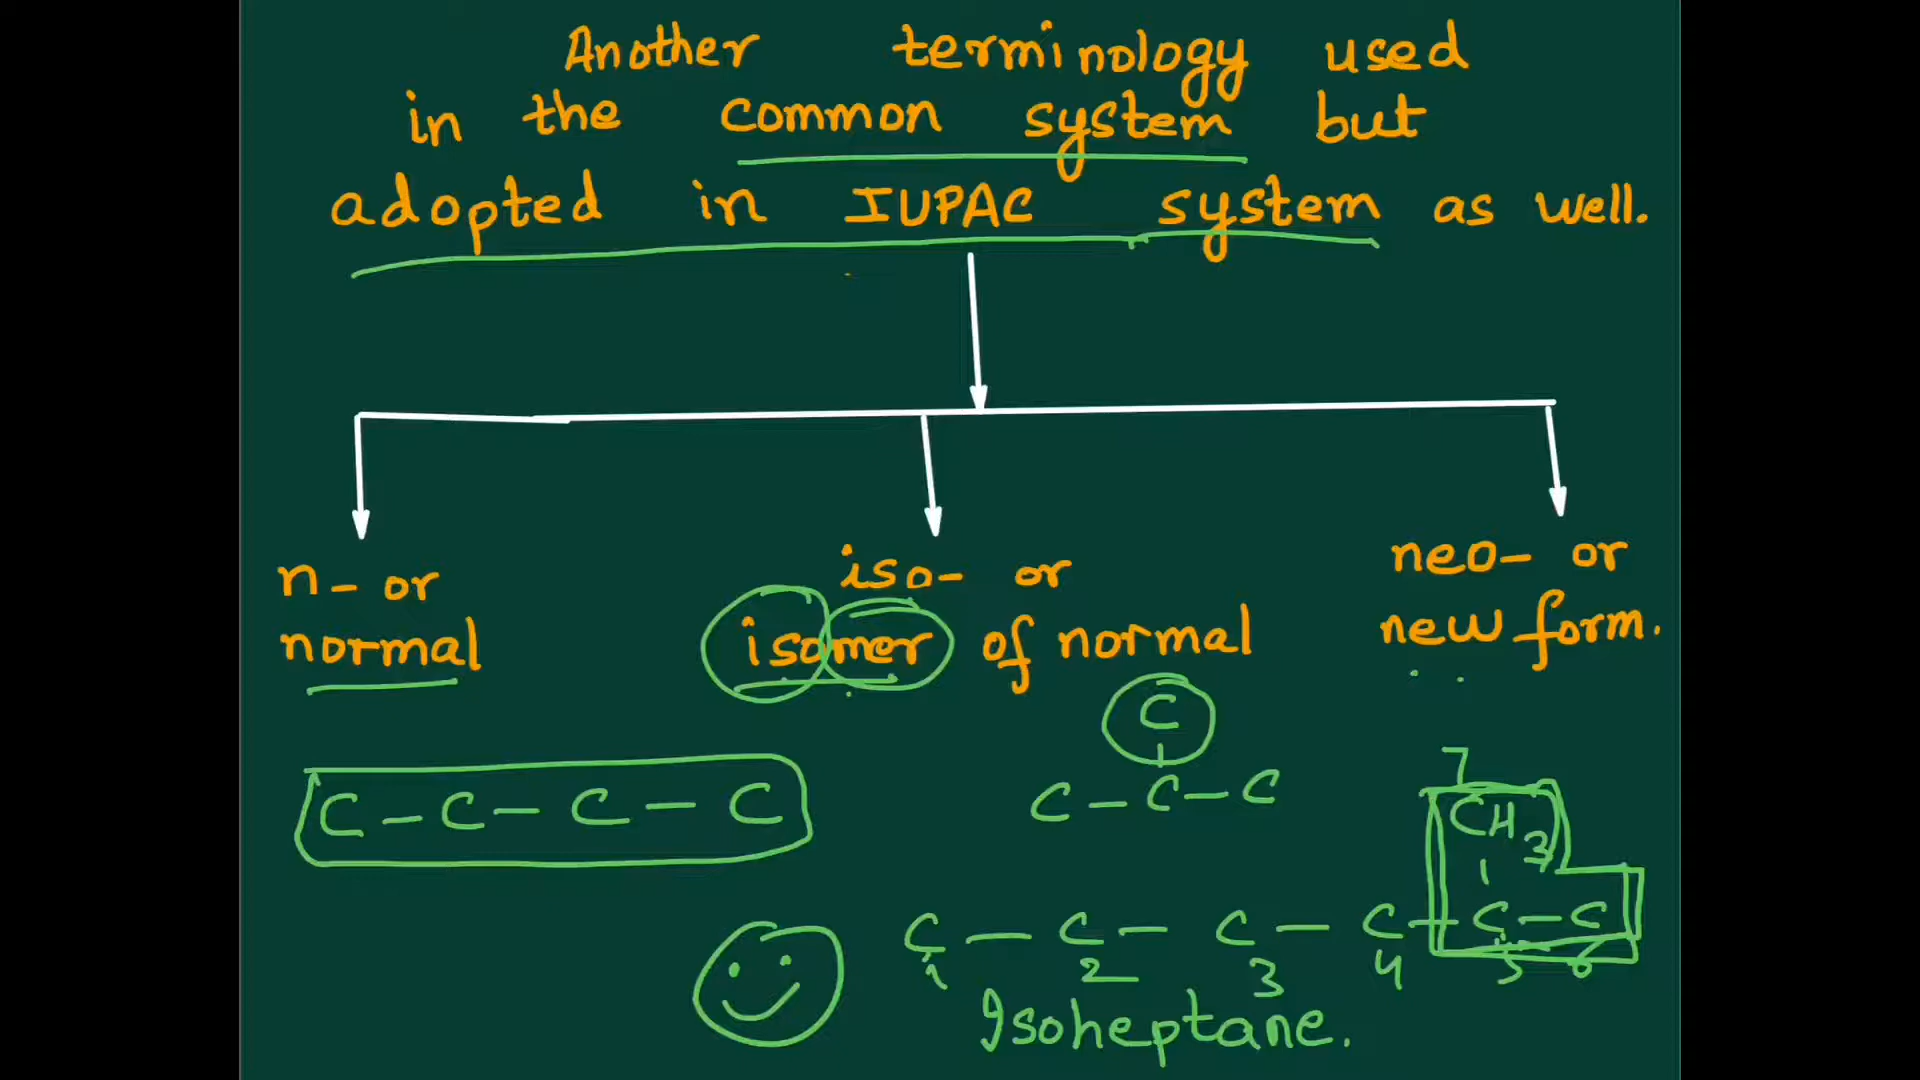 Another terminology used
in the common system but
adopted in IUPAC system as well.
n- or
normal
iso- or
isomer of normal
neo- or
new form.
C
C - C - C - C
C - C - C
7
CH3
C - C - C - C - C - C
1 2 3 4 5 6
Isoheptane.